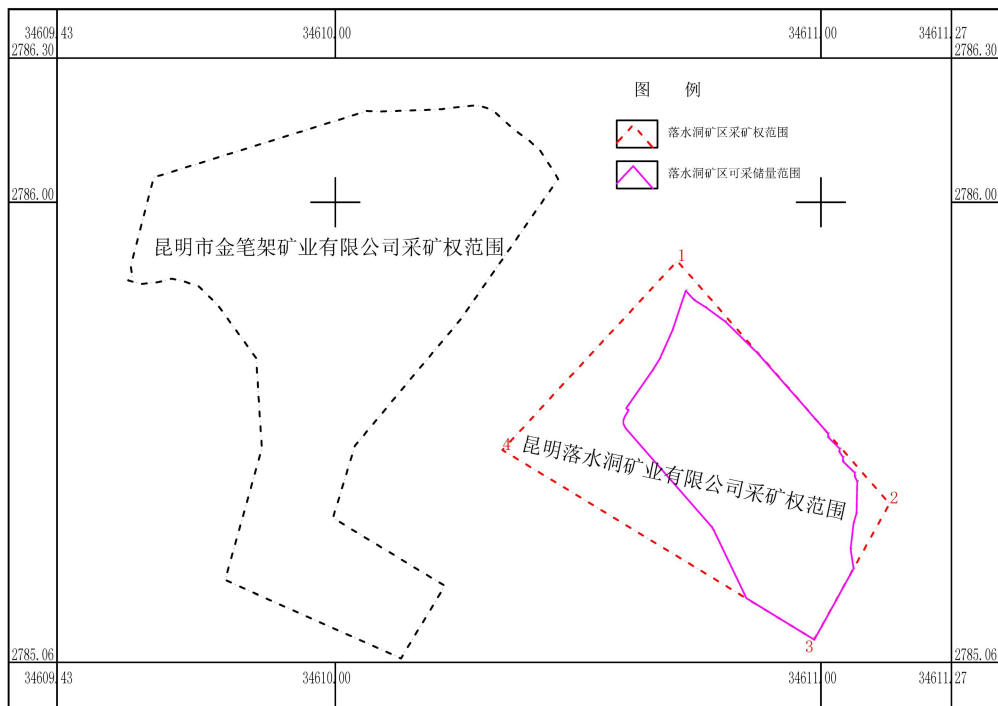 34609.43 34610.00 34611.00 34611.27
2786.30 2786.30
图 例
落水洞矿区采矿权范围
落水洞矿区可采储量范围
2786.00 2786.00
昆明市金笔架矿业有限公司采矿权范围
1
4
昆明落水洞矿业有限公司采矿权范围
2
3
2785.06 2785.06
34609.43 34610.00 34611.00 34611.27